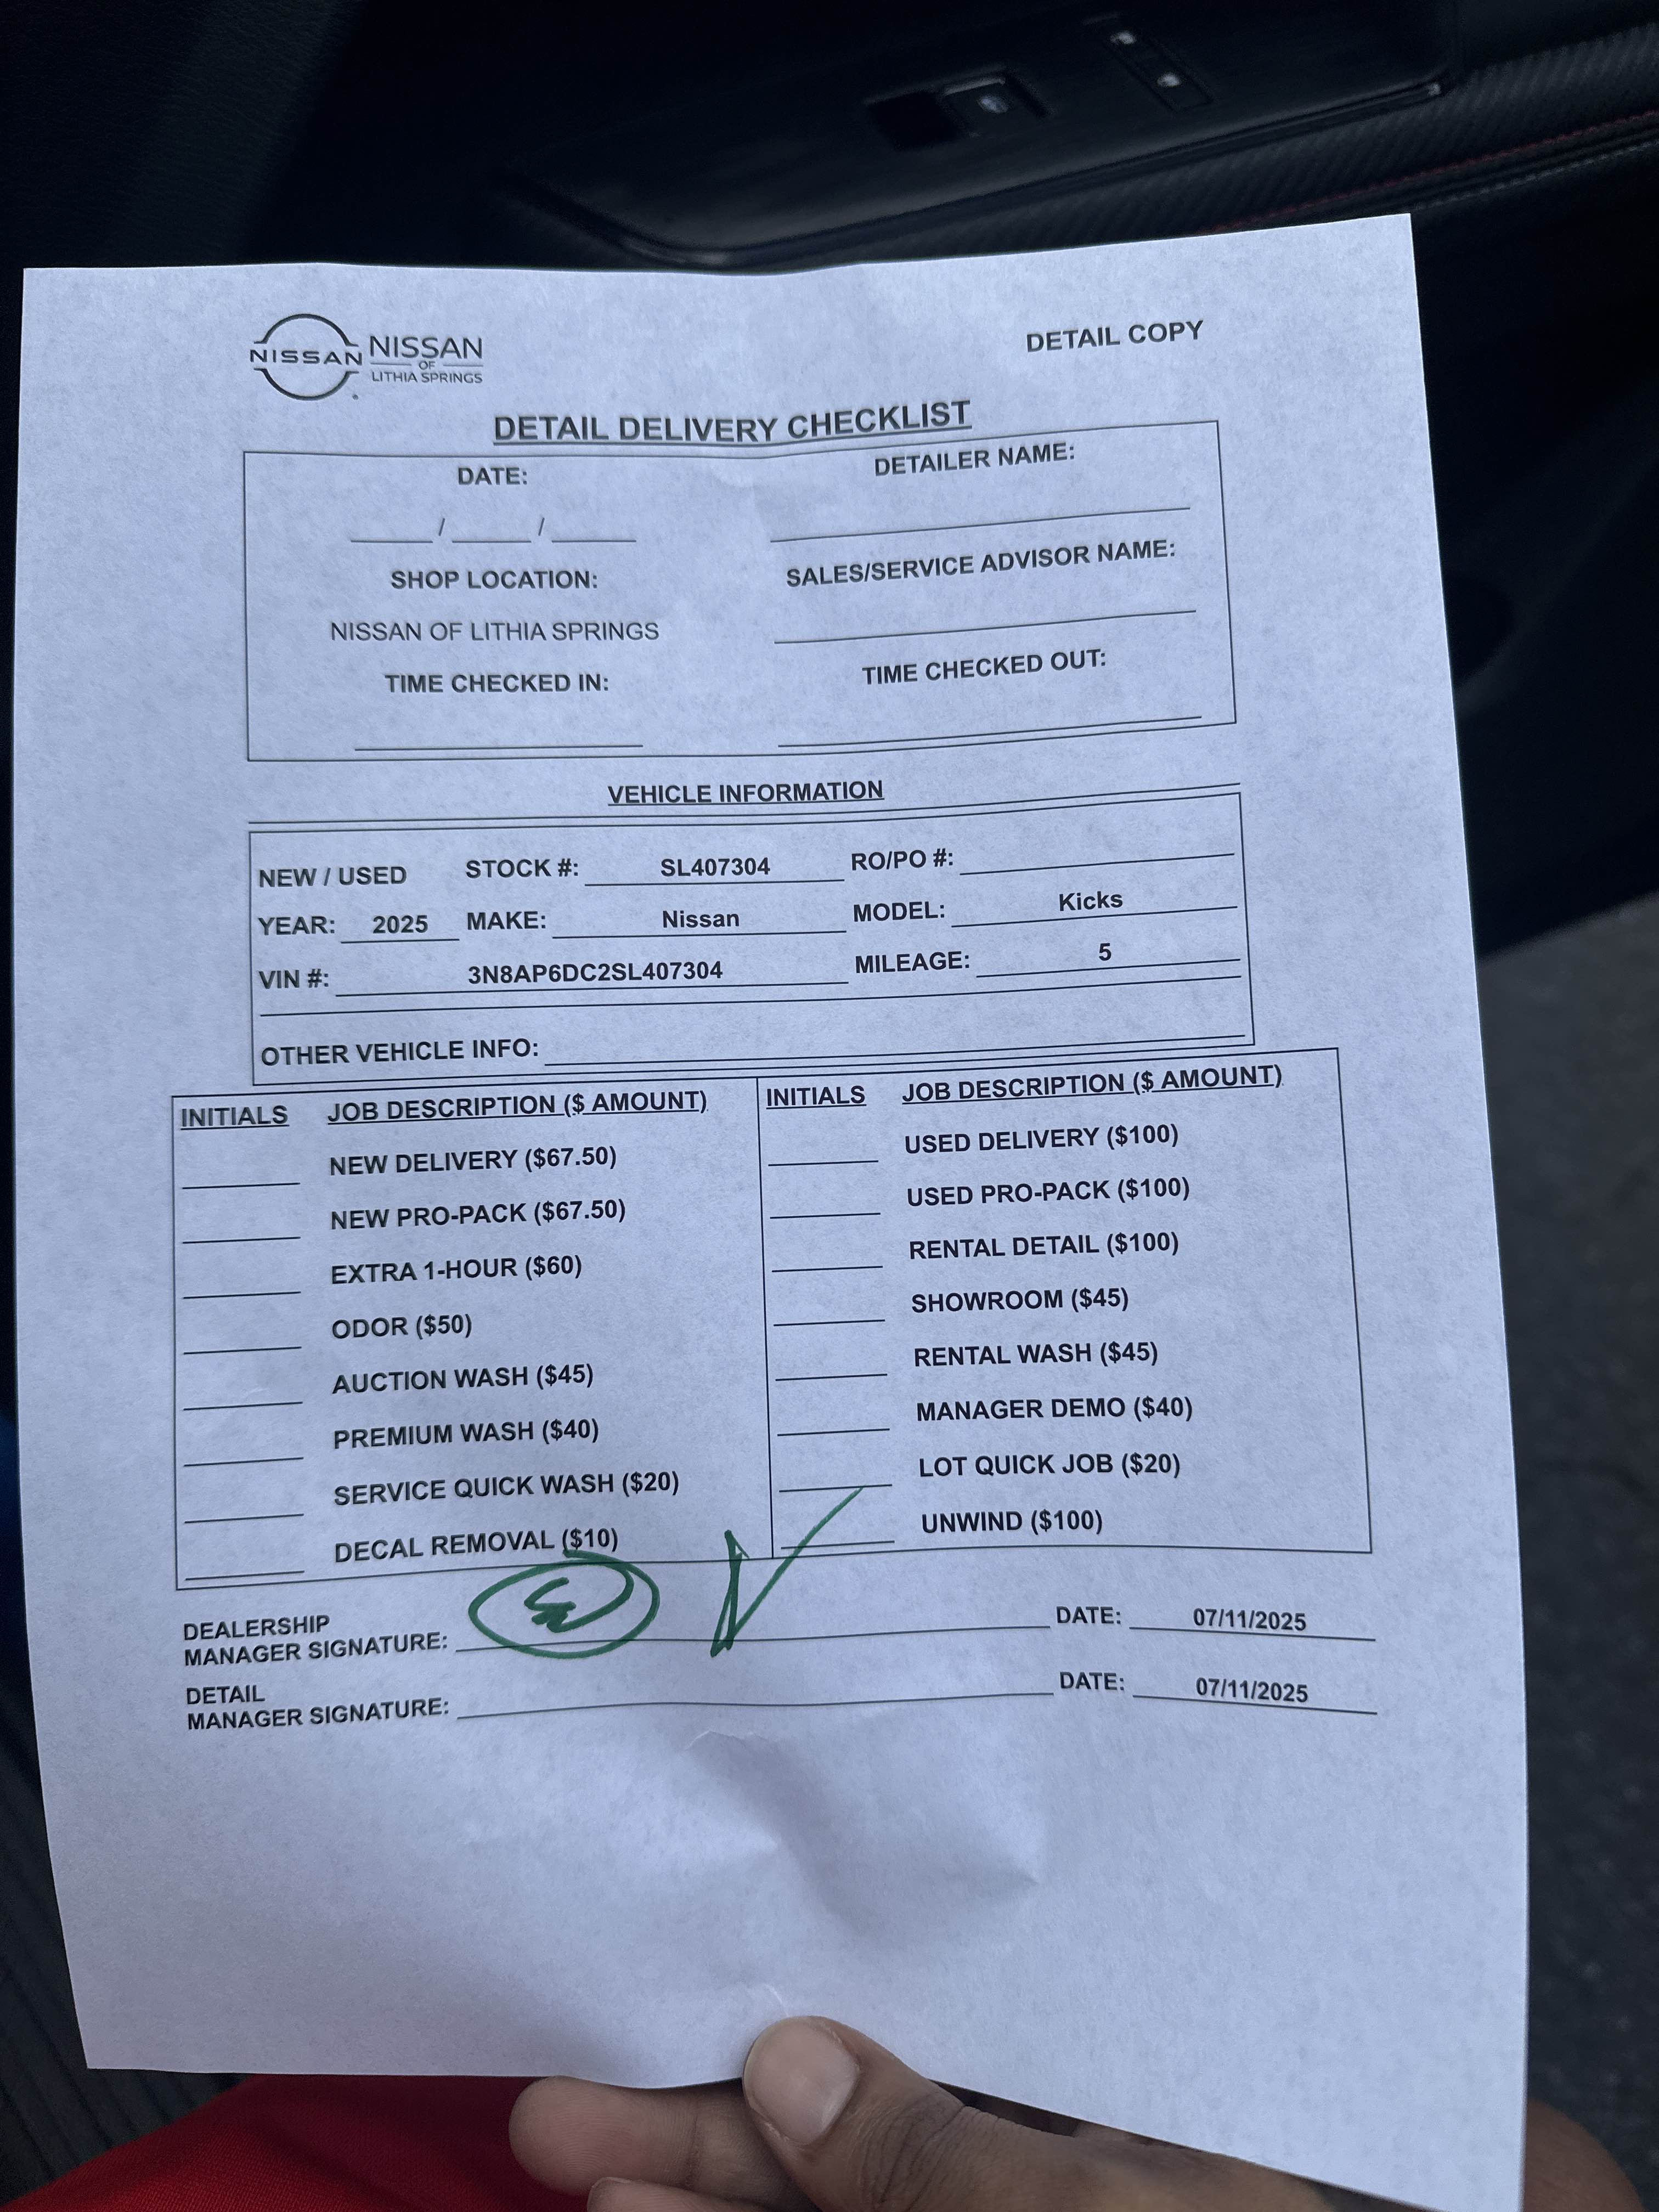 NISSAN NISSAN
OF
LITHIA SPRINGS
DETAIL COPY
DETAIL DELIVERY CHECKLIST
DATE:
DETAILER NAME:
____ / ____ / ____
SHOP LOCATION:
SALES/SERVICE ADVISOR NAME:
NISSAN OF LITHIA SPRINGS
TIME CHECKED IN:
TIME CHECKED OUT:
VEHICLE INFORMATION
NEW / USED STOCK #: SL407304 RO/PO #:
YEAR: 2025 MAKE: Nissan MODEL: Kicks
VIN #: 3N8AP6DC2SL407304 MILEAGE: 5
OTHER VEHICLE INFO:
INITIALS JOB DESCRIPTION ($ AMOUNT)
NEW DELIVERY ($67.50)
NEW PRO-PACK ($67.50)
EXTRA 1-HOUR ($60)
ODOR ($50)
AUCTION WASH ($45)
PREMIUM WASH ($40)
SERVICE QUICK WASH ($20)
DECAL REMOVAL ($10)
INITIALS JOB DESCRIPTION ($ AMOUNT)
USED DELIVERY ($100)
USED PRO-PACK ($100)
RENTAL DETAIL ($100)
SHOWROOM ($45)
RENTAL WASH ($45)
MANAGER DEMO ($40)
LOT QUICK JOB ($20)
UNWIND ($100)
DEALERSHIP
MANAGER SIGNATURE: DATE: 07/11/2025
DETAIL
MANAGER SIGNATURE: DATE: 07/11/2025